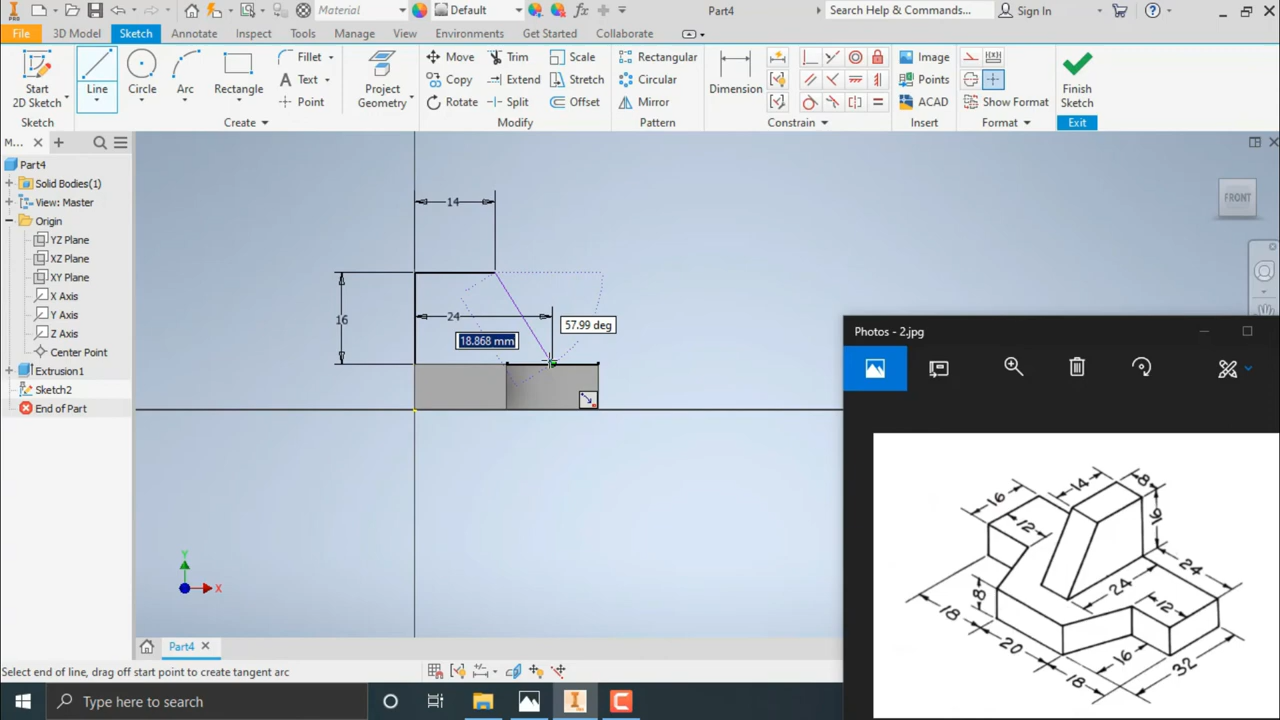 Material
Default
Part4
Search Help & Commands...
Sign In
File
3D Model
Sketch
Annotate
Inspect
Tools
Manage
View
Environments
Get Started
Collaborate
Start
2D Sketch
Line
Circle
Arc
Rectangle
Fillet
Text
Point
Project
Geometry
Move
Copy
Rotate
Trim
Extend
Split
Scale
Stretch
Offset
Rectangular
Circular
Mirror
Dimension
Image
Points
ACAD
Show Format
Finish
Sketch
Sketch
Create
Modify
Pattern
Constrain
Insert
Format
Exit
M...
Part4
Solid Bodies(1)
View: Master
Origin
YZ Plane
XZ Plane
XY Plane
X Axis
Y Axis
Z Axis
Center Point
Extrusion1
Sketch2
End of Part
14
16
24
57.99 deg
18.868 mm
FRONT
Y
X
Photos - 2.jpg
16
12
14
8
16
24
24
12
8
18
20
18
16
32
Part4
Select end of line, drag off start point to create tangent arc
Type here to search